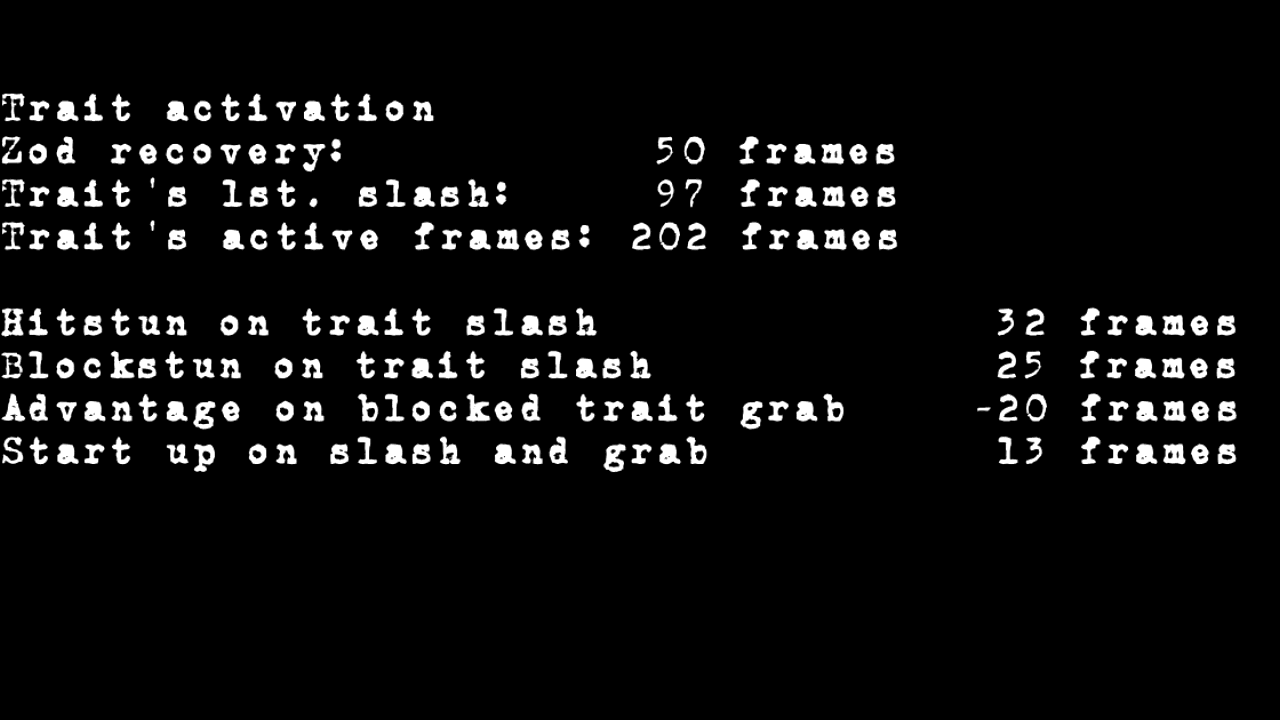 Trait activation
Zod recovery: 50 frames
Trait's 1st. slash: 97 frames
Trait's active frames: 202 frames
Hitstun on trait slash 32 frames
Blockstun on trait slash 25 frames
Advantage on blocked trait grab -20 frames
Start up on slash and grab 13 frames